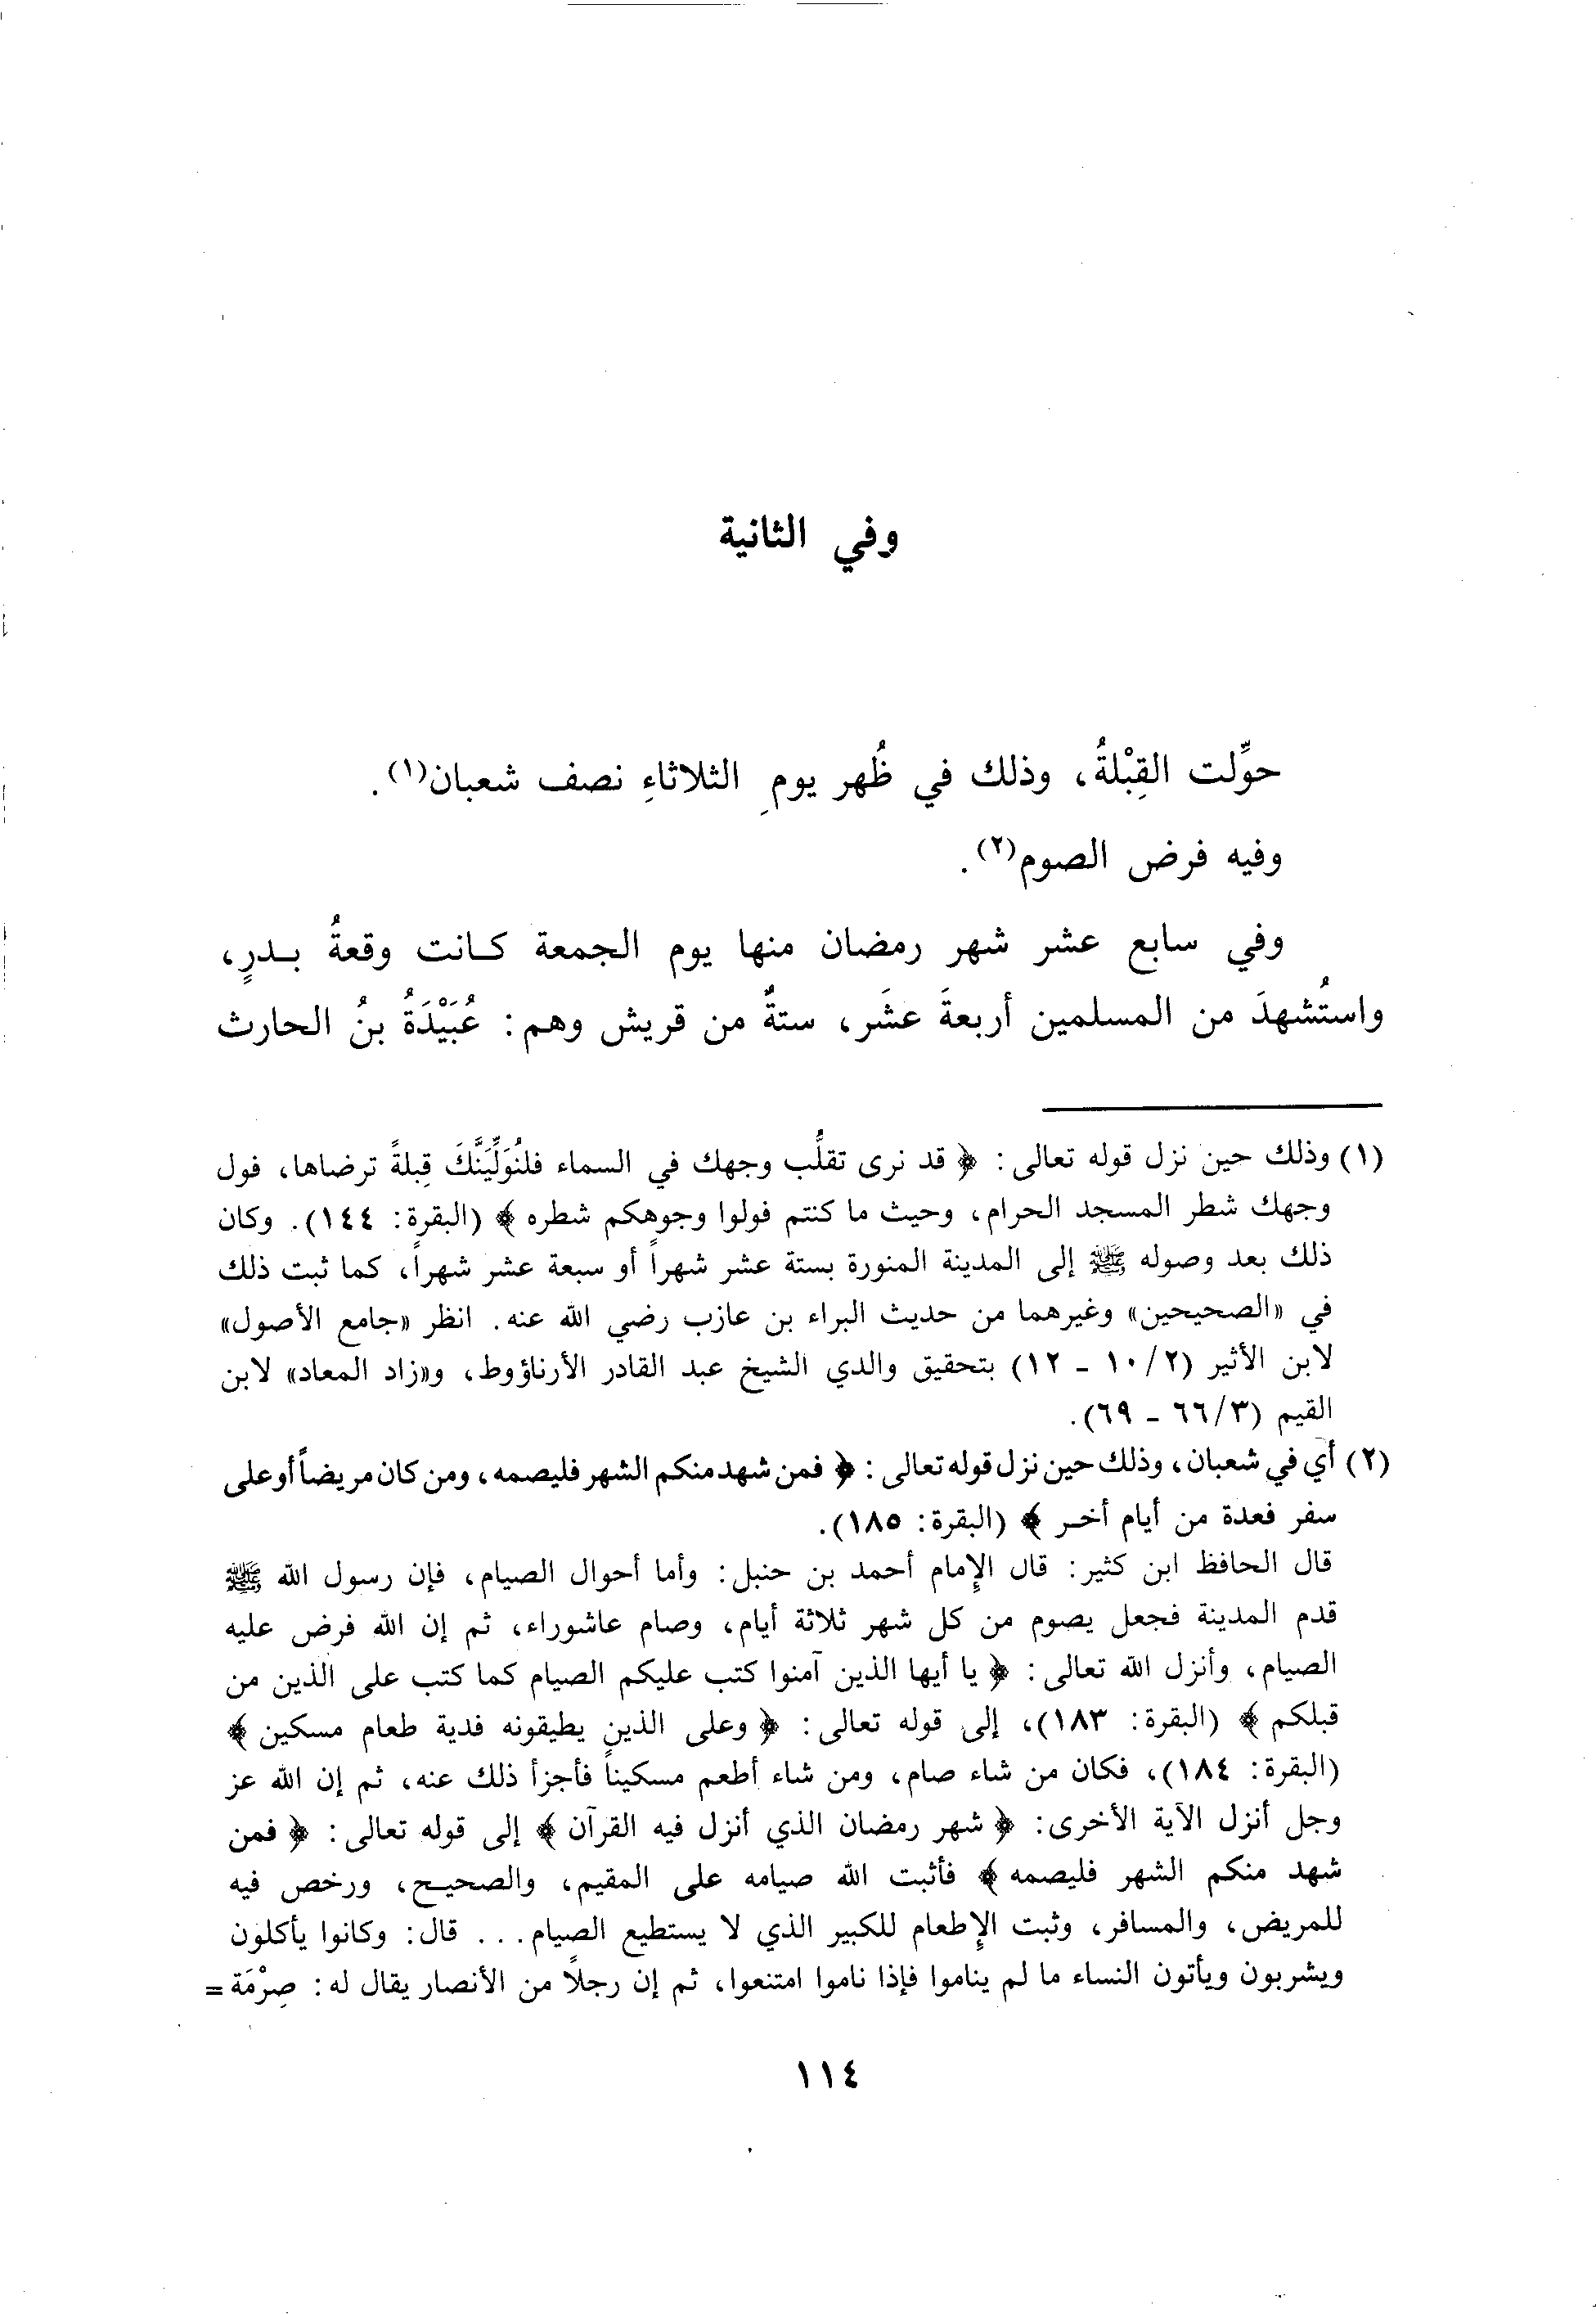 وفي الثانية
حوِّلت القِبْلةُ، وذلك في ظُهر يومِ الثلاثاءِ نصف شعبان(١).
وفيه فرض الصوم(٢).
وفي سابع عشر شهر رمضان منها يوم الجمعة كـانت وقعةُ بـدرٍ،
واستُشهدَ من المسلمين أربعةَ عشَر، ستةٌ من قريش وهم: عُبَيْدَةُ بنُ الحارث
(١) وذلك حين نزل قوله تعالى: ﴿ قد نرى تقلُّب وجهك في السماء فلنُوَلِّيَنَّكَ قِبلةً ترضاها، فول
وجهك شطر المسجد الحرام، وحيث ما كنتم فولوا وجوهكم شطره ﴾ (البقرة: ١٤٤). وكان
ذلك بعد وصوله ﷺ إلى المدينة المنورة بستة عشر شهراً أو سبعة عشر شهراً، كما ثبت ذلك
في «الصحيحين» وغيرهما من حديث البراء بن عازب رضي الله عنه. انظر «جامع الأصول»
لابن الأثير (١٠/٢ - ١٢) بتحقيق والدي الشيخ عبد القادر الأرناؤوط، و«زاد المعاد» لابن
القيم (٦٦/٣ - ٦٩).
(٢) أي في شعبان، وذلك حين نزل قوله تعالى: ﴿ فمن شهد منكم الشهر فليصمه، ومن كان مريضاً أو على
سفر فعدة من أيام أخـر ﴾ (البقرة: ١٨٥).
قال الحافظ ابن كثير: قال الإمام أحمد بن حنبل: وأما أحوال الصيام، فإن رسول الله ﷺ
قدم المدينة فجعل يصوم من كل شهر ثلاثة أيام، وصام عاشوراء، ثم إن الله فرض عليه
الصيام، وأنزل الله تعالى: ﴿ يا أيها الذين آمنوا كتب عليكم الصيام كما كتب على الذين من
قبلكم ﴾ (البقرة: ١٨٣)، إلى قوله تعالى: ﴿ وعلى الذين يطيقونه فدية طعام مسكين ﴾
(البقرة: ١٨٤)، فكان من شاء صام، ومن شاء أطعم مسكيناً فأجزأ ذلك عنه، ثم إن الله عز
وجل أنزل الآية الأخرى: ﴿ شهر رمضان الذي أنزل فيه القرآن ﴾ إلى قوله تعالى: ﴿ فمن
شهد منكم الشهر فليصمه ﴾ فأثبت الله صيامه على المقيم، والصحيـح، ورخص فيه
للمريض، والمسافر، وثبت الإطعام للكبير الذي لا يستطيع الصيام... قال: وكانوا يأكلون
ويشربون ويأتون النساء ما لم يناموا فإذا ناموا امتنعوا، ثم إن رجلاً من الأنصار يقال له: صِرْمَة =
١١٤